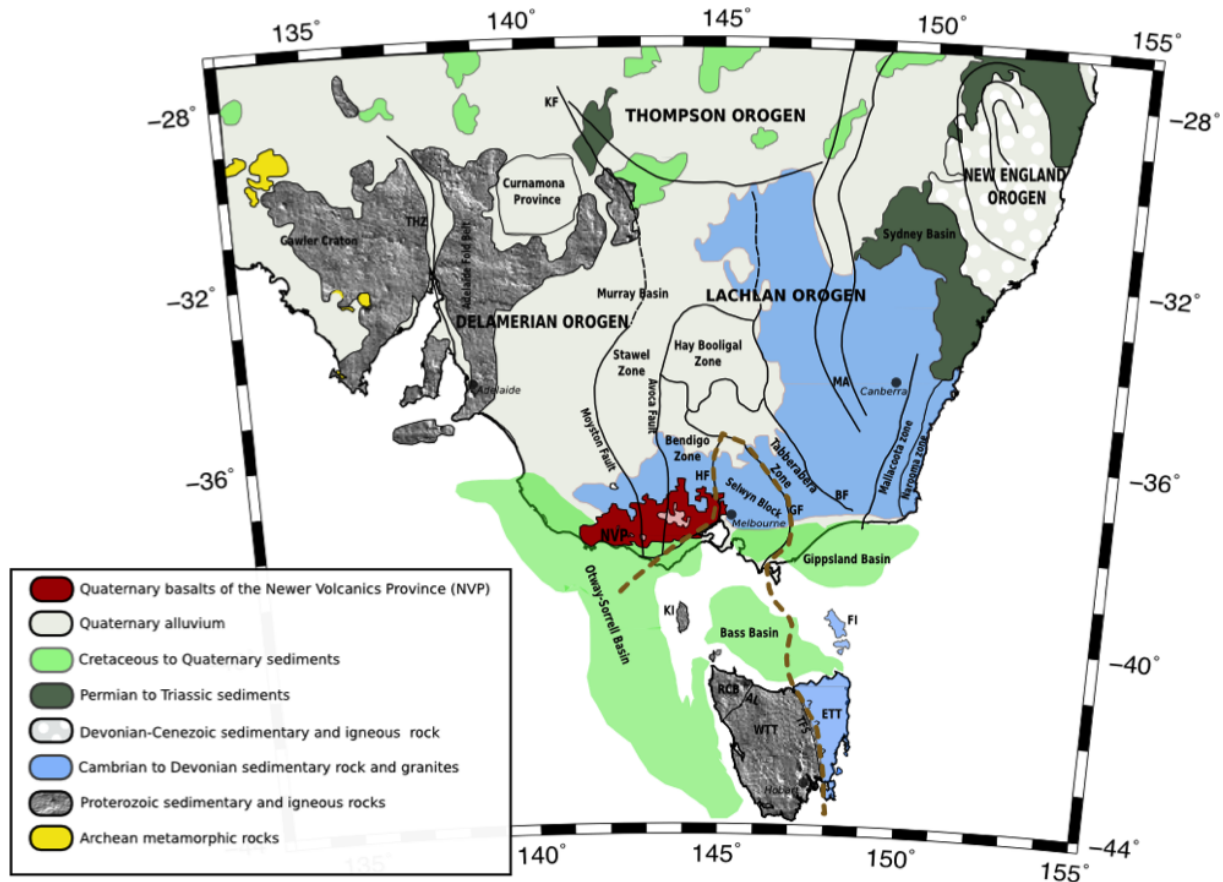 135°
140°
145°
150°
155°
−28°
−28°
KF
THOMPSON OROGEN
NEW ENGLAND
OROGEN
Curnamona
Province
THZ
Gawler Craton
Adelaide Fold Belt
Sydney Basin
−32°
−32°
Murray Basin
LACHLAN OROGEN
DELAMERIAN OROGEN
Hay Booligal
Zone
Stawel
Zone
Avoca Fault
MA
Canberra
Adelaide
Moyston Fault
Mallacoota zone
Narooma zone
Bendigo
Zone
Tabberabera
Zone
−36°
−36°
HF
Selwyn Block
BF
GF
Melbourne
NVP
Gippsland Basin
Otway-Sorrell Basin
KI
FI
Bass Basin
−40°
RCB
AL
ETT
?
?
WTT
TFS
Hobart
−44°
135°
140°
145°
150°
155°
Quaternary basalts of the Newer Volcanics Province (NVP)
Quaternary alluvium
Cretaceous to Quaternary sediments
Permian to Triassic sediments
Devonian-Cenezoic sedimentary and igneous rock
Cambrian to Devonian sedimentary rock and granites
Proterozoic sedimentary and igneous rocks
Archean metamorphic rocks